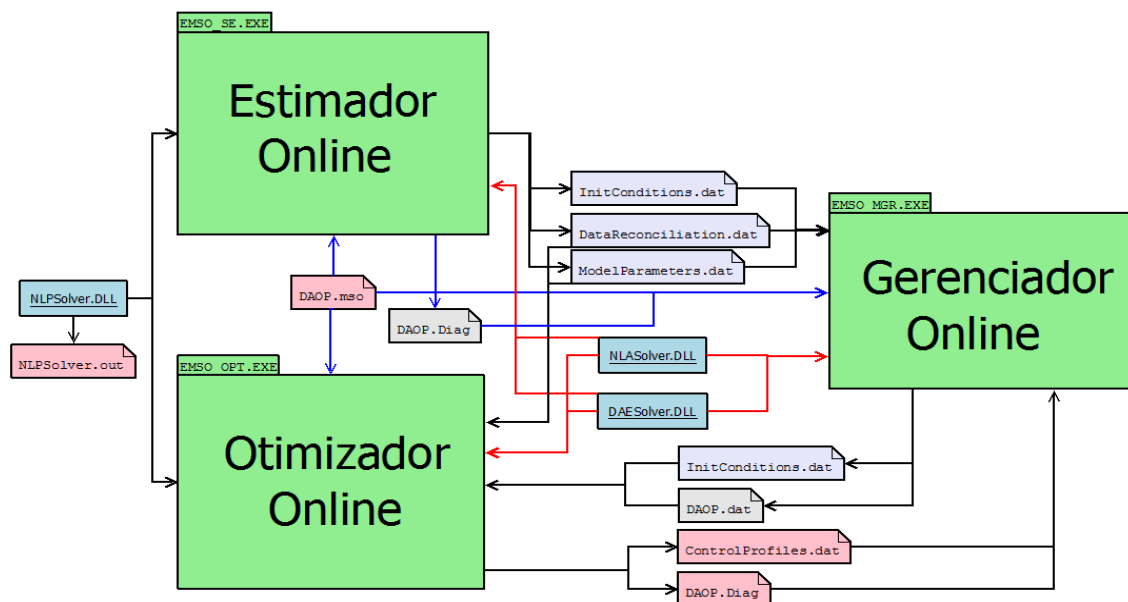 EMSO_SE.EXE
Estimador
Online
InitConditions.dat
EMSO_MGR.EXE
DataReconciliation.dat
ModelParameters.dat
Gerenciador
Online
NLPSolver.DLL
DAOP.mso
DAOP.Diag
NLPSolver.out
NLASolver.DLL
EMSO_OPT.EXE
DAESolver.DLL
Otimizador
Online
InitConditions.dat
DAOP.dat
ControlProfiles.dat
DAOP.Diag